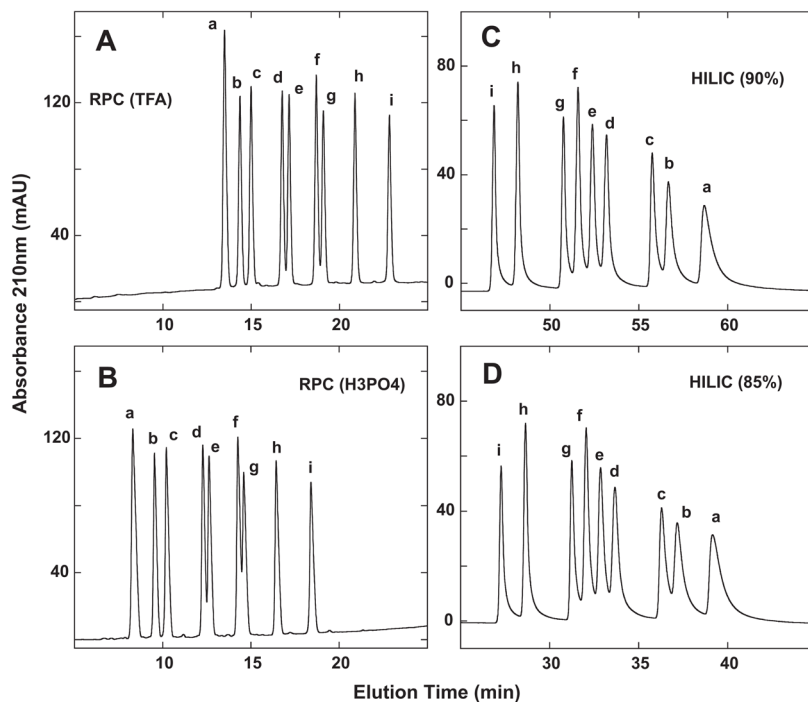 A
RPC (TFA)
a
b
c
d
e
f
g
h
i
120
40
10
15
20
C
HILIC (90%)
i
h
g
f
e
d
c
b
a
80
40
0
50
55
60
B
RPC (H3PO4)
a
b
c
d
e
f
g
h
i
120
40
10
15
20
D
HILIC (85%)
i
h
g
f
e
d
c
b
a
80
40
0
30
35
40
Absorbance 210nm (mAU)
Elution Time (min)